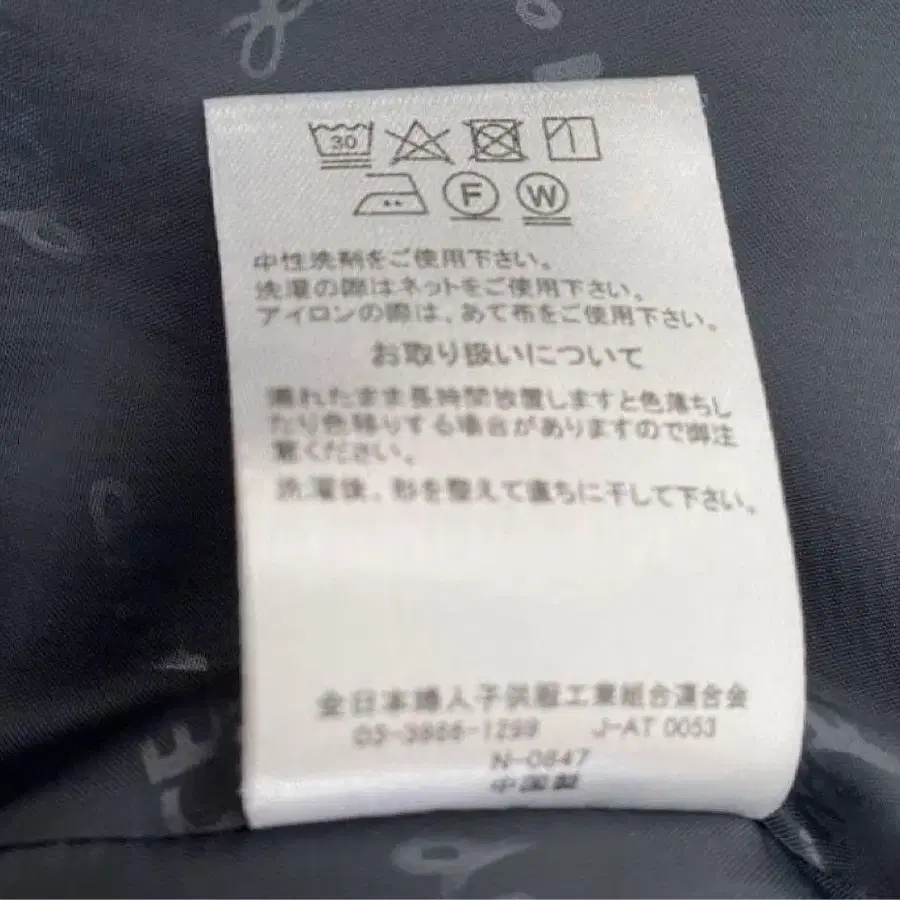 30
F W
中性洗剤をご使用下さい。
洗濯の際はネットをご使用下さい。
アイロンの際は、あて布をご使用下さい。
お取り扱いについて
濡れたまま長時間放置しますと色落ちし
たり色移りする場合がありますので御注
意ください。
洗濯後、形を整えて直ちに干して下さい。
全日本婦人子供服工業組合連合会
J-AT 0053
N-0847
中国製